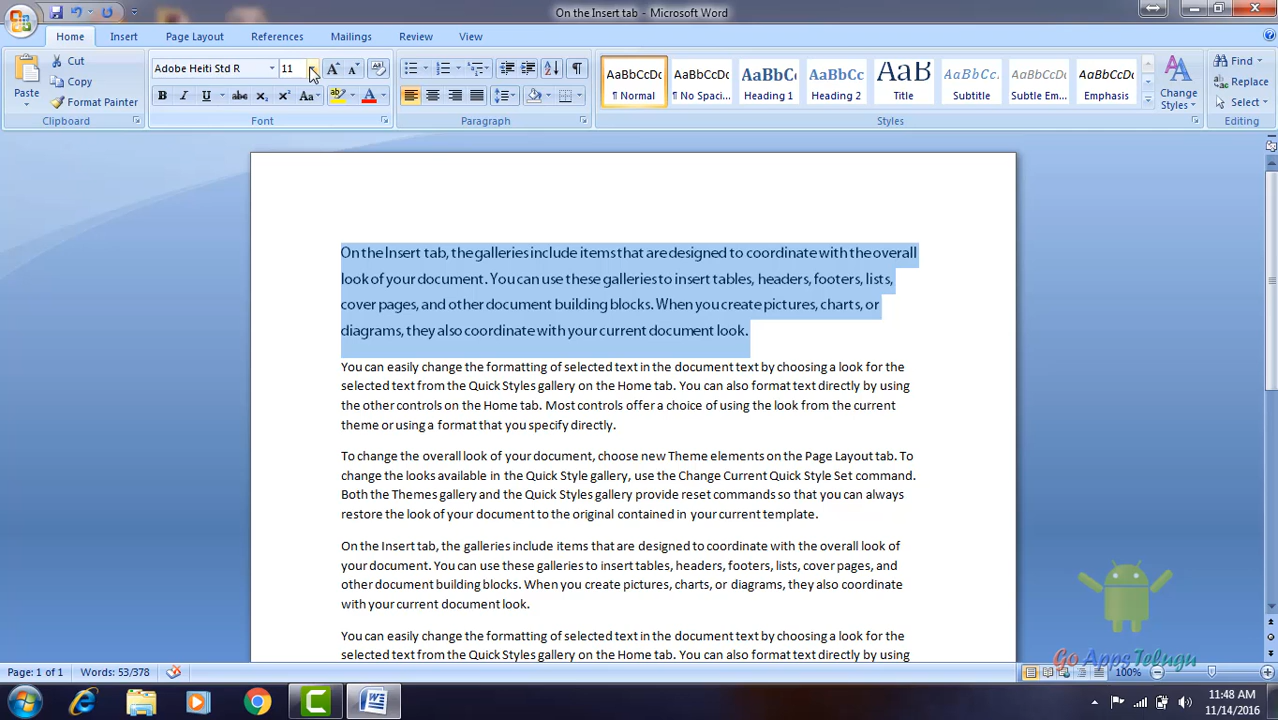 On the Insert tab - Microsoft Word
Home Insert Page Layout References Mailings Review View
Paste
Cut
Copy
Format Painter
Clipboard
Adobe Heiti Std R 11
Font
Paragraph
AaBbCcDc AaBbCcDc AaBbC AaBbCc AaB AaBbCc. AaBbCcDc AaBbCcDc
¶ Normal ¶ No Spaci... Heading 1 Heading 2 Title Subtitle Subtle Em... Emphasis
Change
Styles
Styles
Find
Replace
Select
Editing
On the Insert tab, the galleries include items that are designed to coordinate with the overall
look of your document. You can use these galleries to insert tables, headers, footers, lists,
cover pages, and other document building blocks. When you create pictures, charts, or
diagrams, they also coordinate with your current document look.
You can easily change the formatting of selected text in the document text by choosing a look for the
selected text from the Quick Styles gallery on the Home tab. You can also format text directly by using
the other controls on the Home tab. Most controls offer a choice of using the look from the current
theme or using a format that you specify directly.
To change the overall look of your document, choose new Theme elements on the Page Layout tab. To
change the looks available in the Quick Style gallery, use the Change Current Quick Style Set command.
Both the Themes gallery and the Quick Styles gallery provide reset commands so that you can always
restore the look of your document to the original contained in your current template.
On the Insert tab, the galleries include items that are designed to coordinate with the overall look of
your document. You can use these galleries to insert tables, headers, footers, lists, cover pages, and
other document building blocks. When you create pictures, charts, or diagrams, they also coordinate
with your current document look.
You can easily change the formatting of selected text in the document text by choosing a look for the
selected text from the Quick Styles gallery on the Home tab. You can also format text directly by using
Go Apps Telugu
Page: 1 of 1 Words: 53/378 100%
11:48 AM
11/14/2016